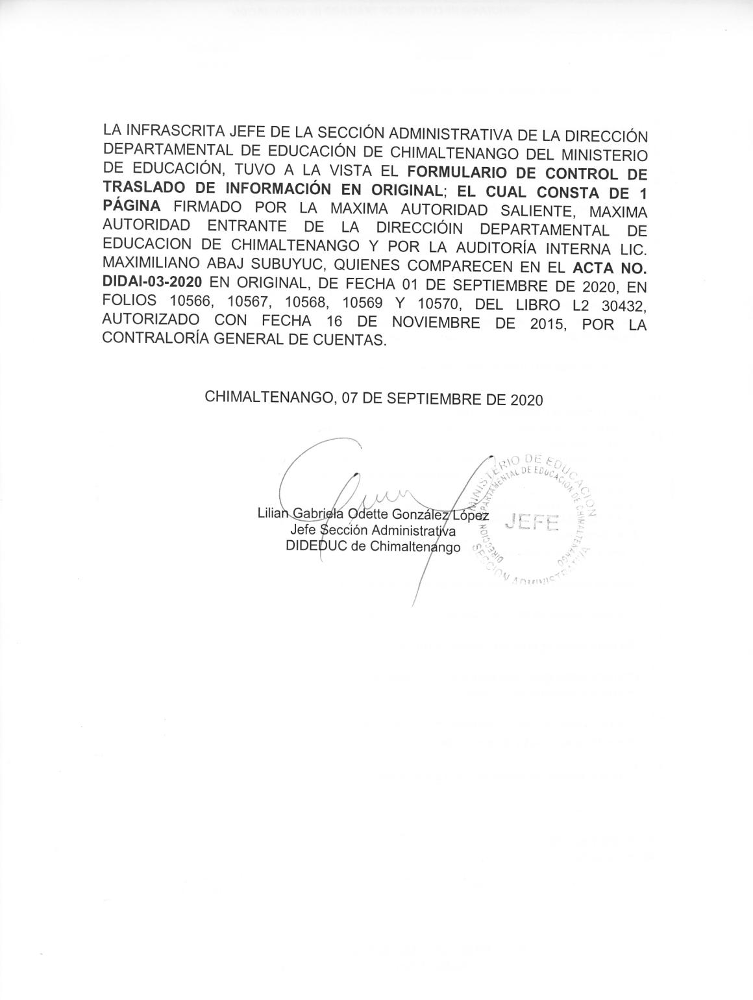 LA INFRASCRITA JEFE DE LA SECCIÓN ADMINISTRATIVA DE LA DIRECCIÓN
DEPARTAMENTAL DE EDUCACIÓN DE CHIMALTENANGO DEL MINISTERIO
DE EDUCACIÓN, TUVO A LA VISTA EL FORMULARIO DE CONTROL DE
TRASLADO DE INFORMACIÓN EN ORIGINAL; EL CUAL CONSTA DE 1
PÁGINA FIRMADO POR LA MAXIMA AUTORIDAD SALIENTE, MAXIMA
AUTORIDAD ENTRANTE DE LA DIRECCIÓIN DEPARTAMENTAL DE
EDUCACION DE CHIMALTENANGO Y POR LA AUDITORÍA INTERNA LIC.
MAXIMILIANO ABAJ SUBUYUC, QUIENES COMPARECEN EN EL ACTA NO.
DIDAI-03-2020 EN ORIGINAL, DE FECHA 01 DE SEPTIEMBRE DE 2020, EN
FOLIOS 10566, 10567, 10568, 10569 Y 10570, DEL LIBRO L2 30432,
AUTORIZADO CON FECHA 16 DE NOVIEMBRE DE 2015, POR LA
CONTRALORÍA GENERAL DE CUENTAS.
CHIMALTENANGO, 07 DE SEPTIEMBRE DE 2020
Lilian Gabriela Odette González López
Jefe Sección Administrativa
DIDEDUC de Chimaltenango
MINISTERIO DE EDUCACION
DIRECCION DEPARTAMENTAL DE EDUCACION DE CHIMALTENANGO
JEFE
SECCION ADMINISTRATIVA